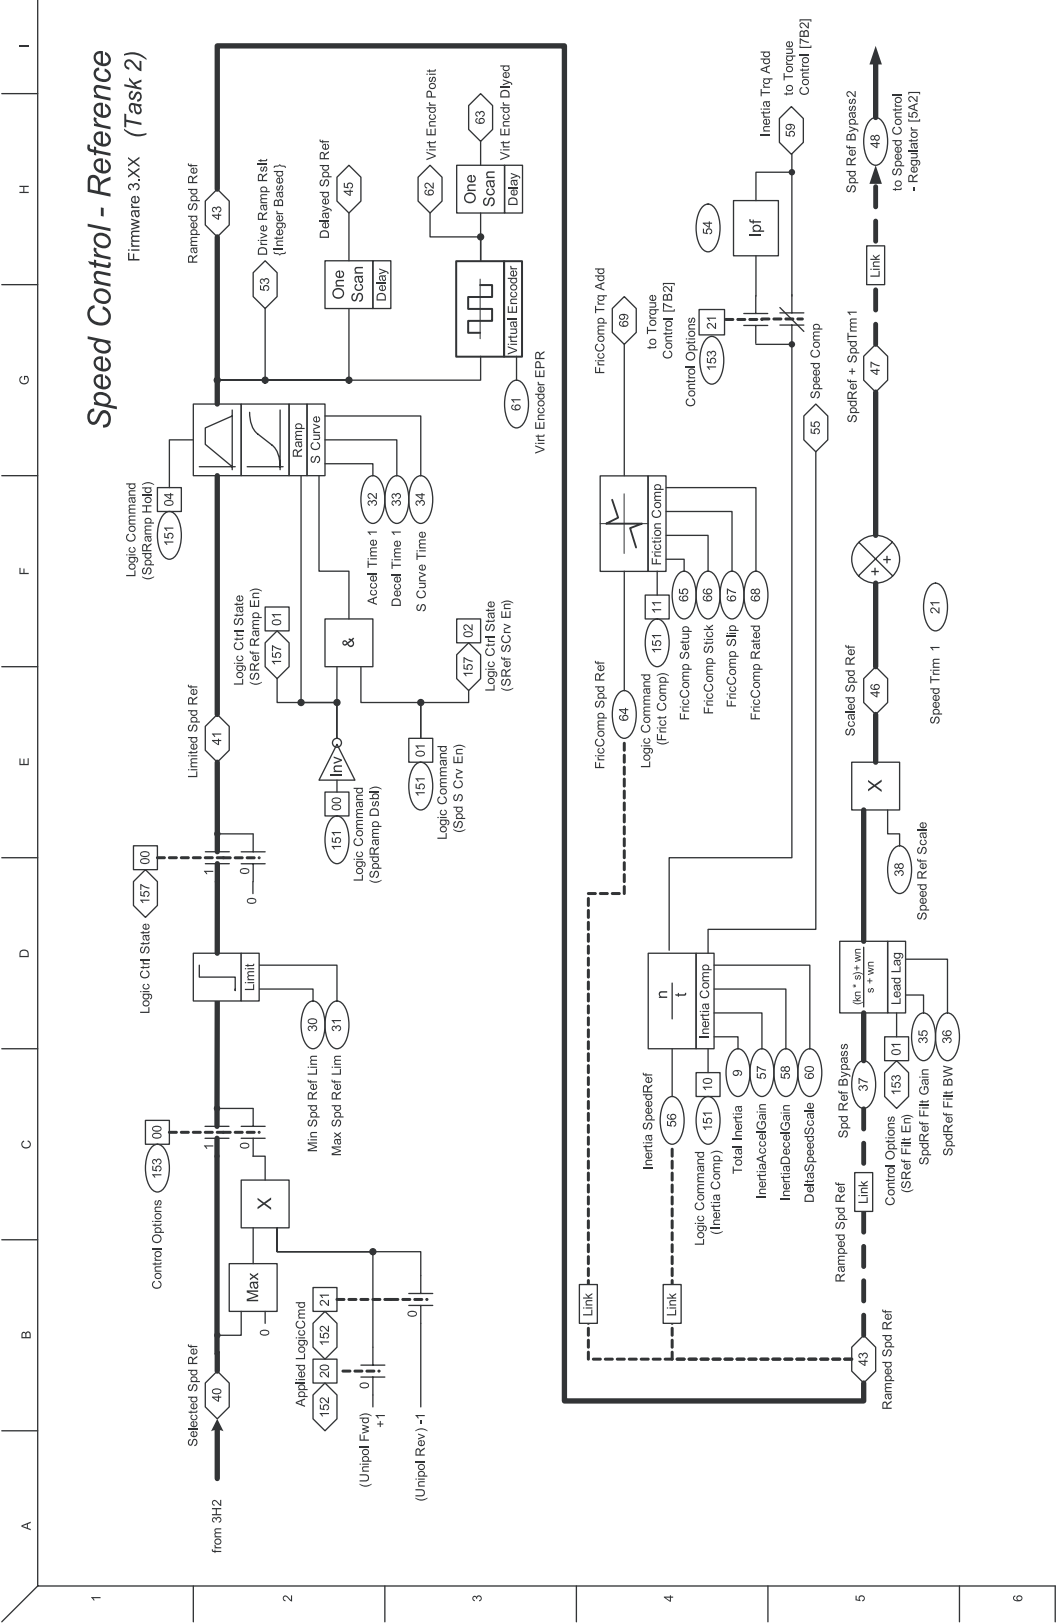 Speed Control - Reference
Firmware 3.XX (Task 2)
A
B
C
D
E
F
G
H
I
1
2
3
4
5
6
from 3H2
Selected Spd Ref
40
Max
0
X
Applied LogicCmd
152
20
152
21
0
0
(Unipol Fwd)
+1
(Unipol Rev) -1
Control Options
153
00
1
0
Limit
30
Min Spd Ref Lim
31
Max Spd Ref Lim
Logic Ctrl State
157
00
1
0
0
Limited Spd Ref
41
Logic Command
(SpdRamp Hold)
151
04
Logic Ctrl State
(SRef Ramp En)
157
01
Inv
151
00
Logic Command
(SpdRamp Dsbl)
&
151
01
Logic Command
(Spd S Crv En)
157
02
Logic Ctrl State
(SRef SCrv En)
Ramp
S Curve
32
Accel Time 1
33
Decel Time 1
34
S Curve Time
Ramped Spd Ref
43
53
Drive Ramp Rslt
{Integer Based}
Delayed Spd Ref
45
One
Scan
Delay
Virtual Encoder
61
Virt Encoder EPR
62
Virt Encdr Posit
One
Scan
Delay
63
Virt Encdr Dlyed
FricComp Spd Ref
64
Link
Logic Command
(Frict Comp)
151
11
Friction Comp
65
FricComp Setup
66
FricComp Stick
67
FricComp Slip
68
FricComp Rated
FricComp Trq Add
69
to Torque
Control [7B2]
Link
Inertia SpeedRef
56
n
t
Inertia Comp
151
10
Logic Command
(Inertia Comp)
9
Total Inertia
57
InertiaAccelGain
58
InertiaDecelGain
60
DeltaSpeedScale
Control Options
153
21
54
lpf
Inertia Trq Add
59
to Torque
Control [7B2]
55
Speed Comp
43
Ramped Spd Ref
Ramped Spd Ref
Link
Spd Ref Bypass
37
(kn * s)+ wn
s + wn
Lead Lag
153
01
Control Options
(SRef Filt En)
35
SpdRef Filt Gain
36
SpdRef Filt BW
X
38
Speed Ref Scale
Scaled Spd Ref
46
+
+
21
Speed Trim 1
SpdRef + SpdTrm1
47
Link
Spd Ref Bypass2
48
to Speed Control
- Regulator [5A2]